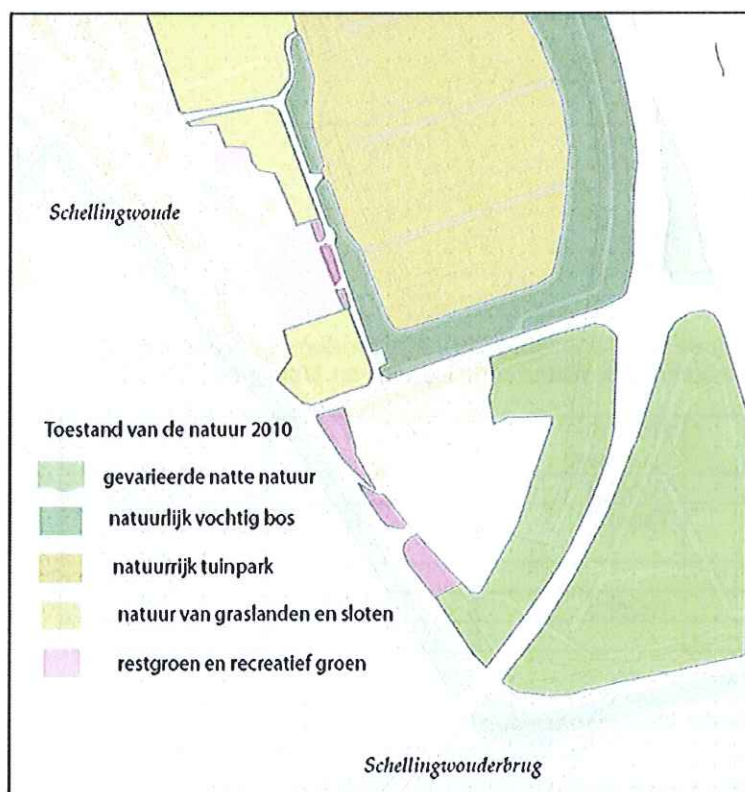 Schellingwoude
Toestand van de natuur 2010
gevarieerde natte natuur
natuurlijk vochtig bos
natuurrijk tuinpark
natuur van graslanden en sloten
restgroen en recreatief groen
Schellingwouderbrug